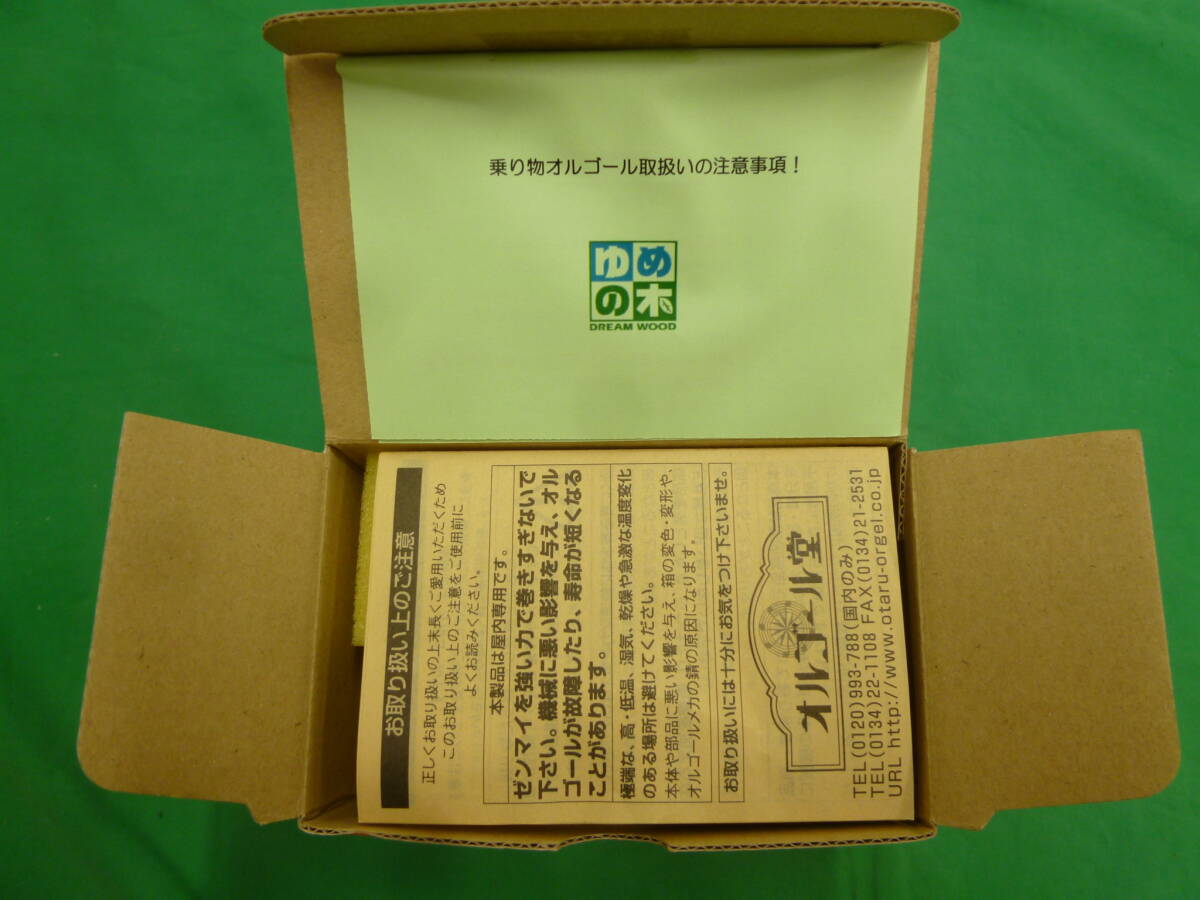 乗り物オルゴール取扱いの注意事項！
ゆめ
の木
DREAM WOOD
お取り扱い上のご注意
正しくお取り扱いの上末長くご愛用いただくため
このお取り扱い上のご注意をご使用前に
よくお読みください。
本製品は屋内専用です。
ゼンマイを強い力で巻きすぎないで
下さい。機械に悪い影響を与え、オル
ゴールが故障したり、寿命が短くなる
ことがあります。
極端な、高・低温、湿気、乾燥や急激な温度変化
のある場所は避けてください。
本体や部品に悪い影響を与え、箱の変色・変形や、
オルゴールメカの錆の原因になります。
お取り扱いには十分にお気をつけ下さいませ。
オルゴール堂
TEL(0120)993-788(国内のみ)
TEL(0134)22-1108 FAX(0134)21-2531
URL http://www.otaru-orgel.co.jp